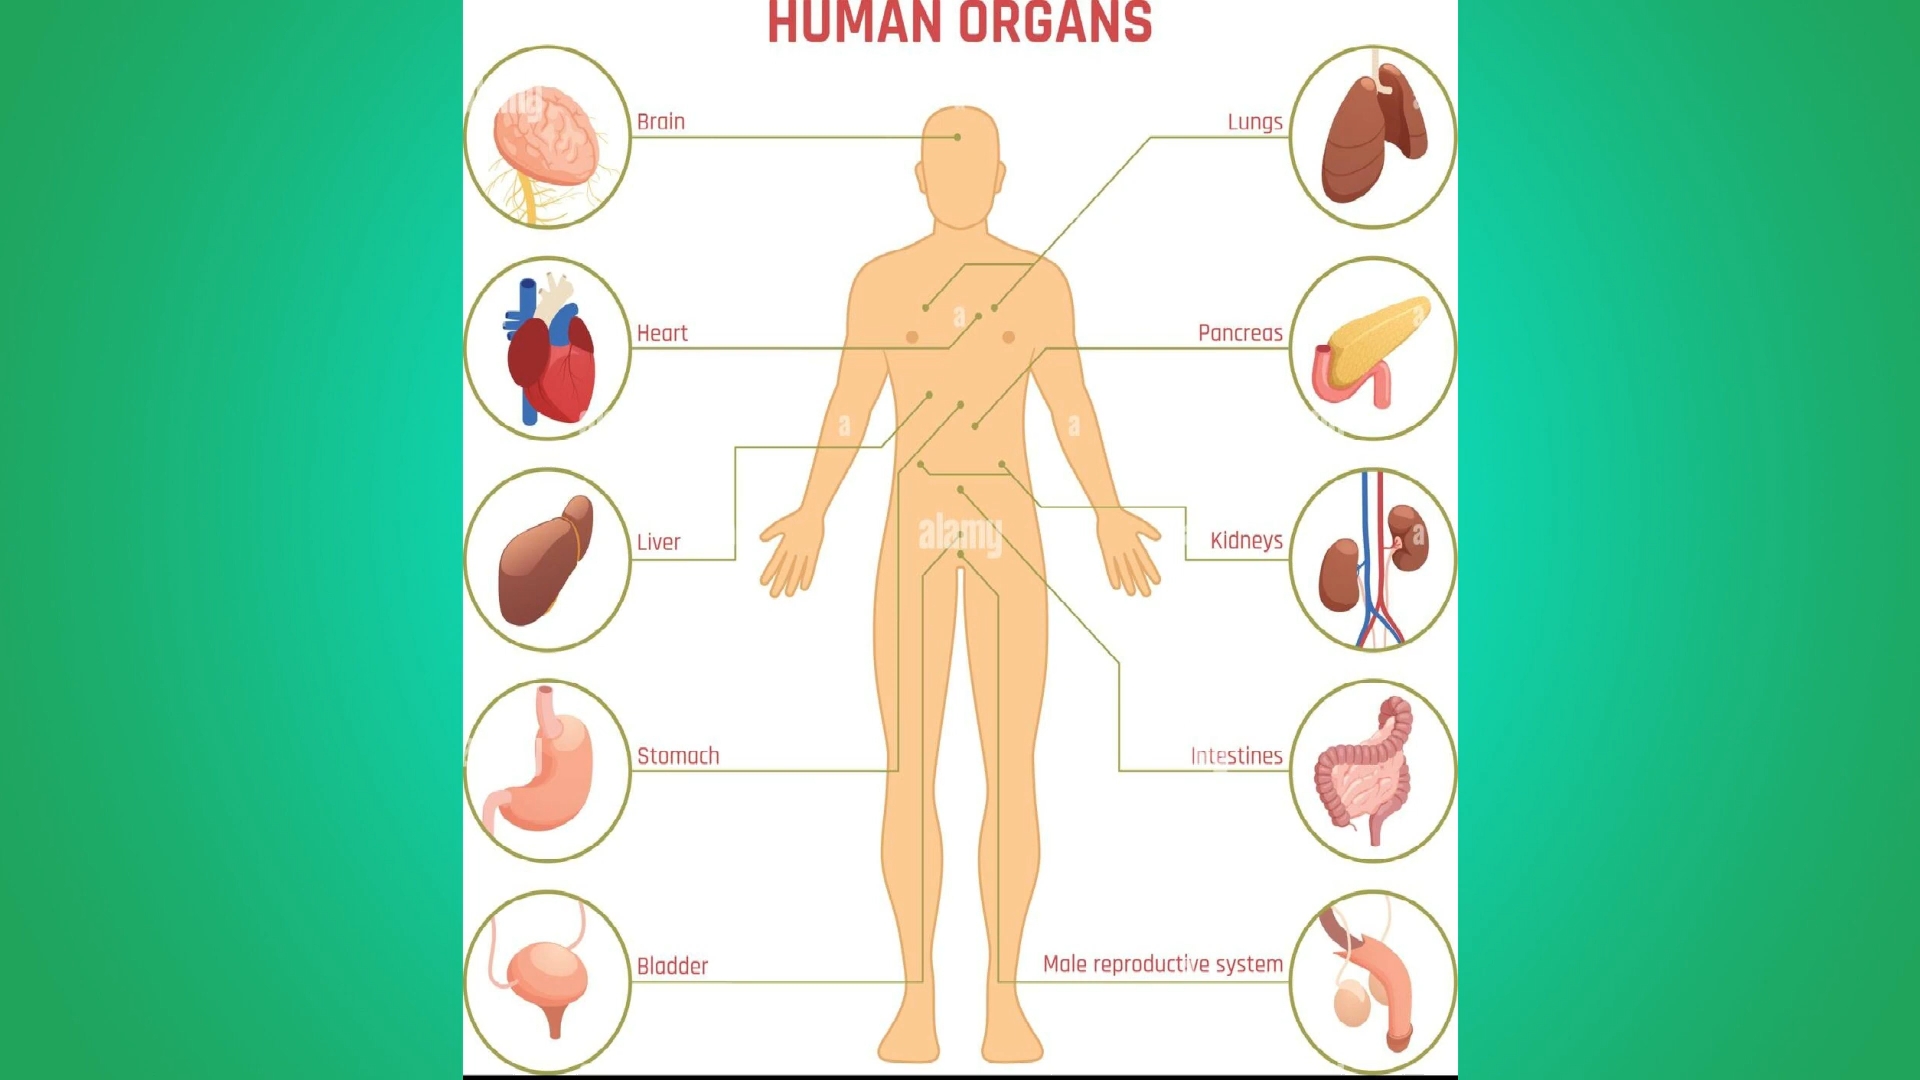 HUMAN ORGANS
Brain
Lungs
Heart
Pancreas
Liver
Kidneys
Stomach
Intestines
Bladder
Male reproductive system
alamy
a
a
a